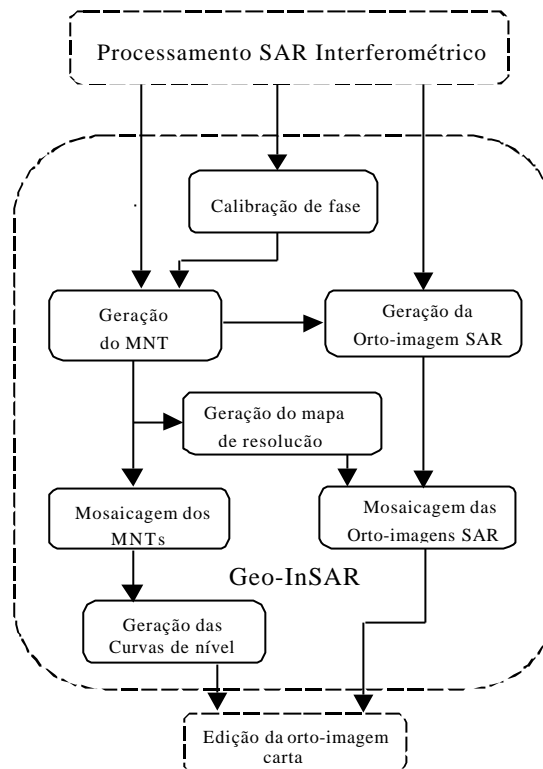 Processamento SAR Interferométrico
Calibração de fase
Geração
do MNT
Geração da
Orto-imagem SAR
Geração do mapa
de resolucão
Mosaicagem dos
MNTs
Mosaicagem das
Orto-imagens SAR
Geo-InSAR
Geração das
Curvas de nível
Edição da orto-imagem
carta